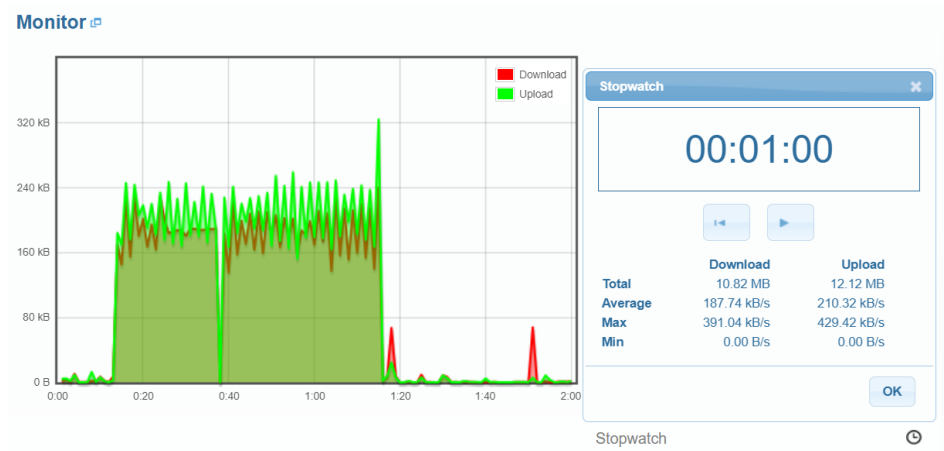 Monitor
Download
Upload
320 kB
240 kB
160 kB
80 kB
0 B
0:00 0:20 0:40 1:00 1:20 1:40 2:00
Stopwatch
00:01:00
Download Upload
Total 10.82 MB 12.12 MB
Average 187.74 kB/s 210.32 kB/s
Max 391.04 kB/s 429.42 kB/s
Min 0.00 B/s 0.00 B/s
OK
Stopwatch